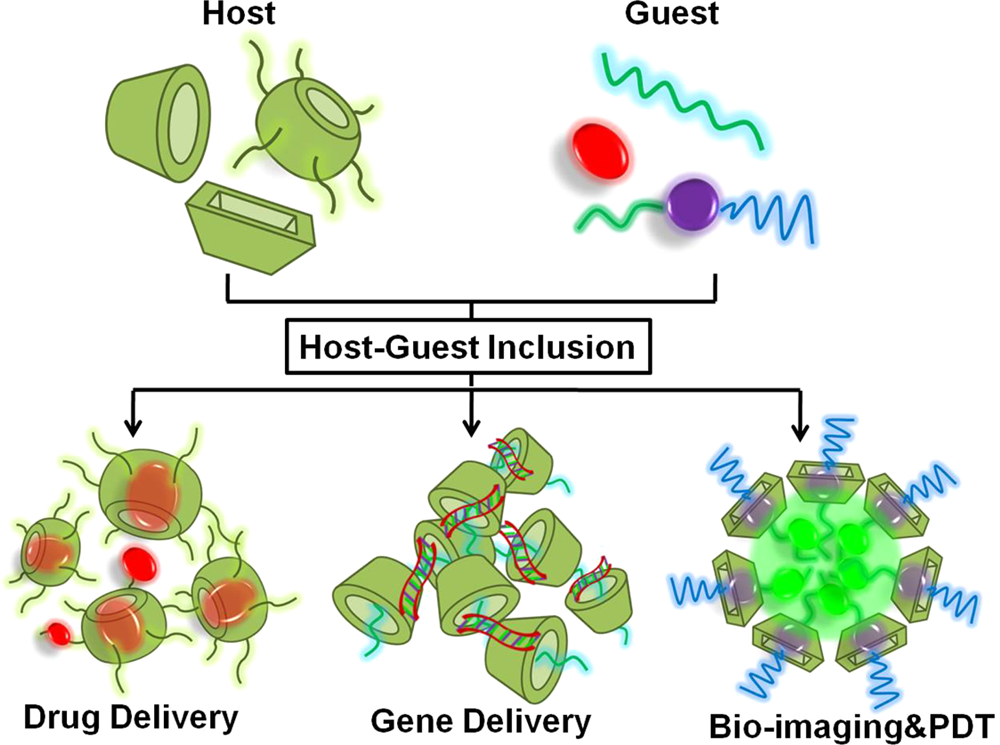 Host
Guest
Host-Guest Inclusion
Drug Delivery
Gene Delivery
Bio-imaging&PDT